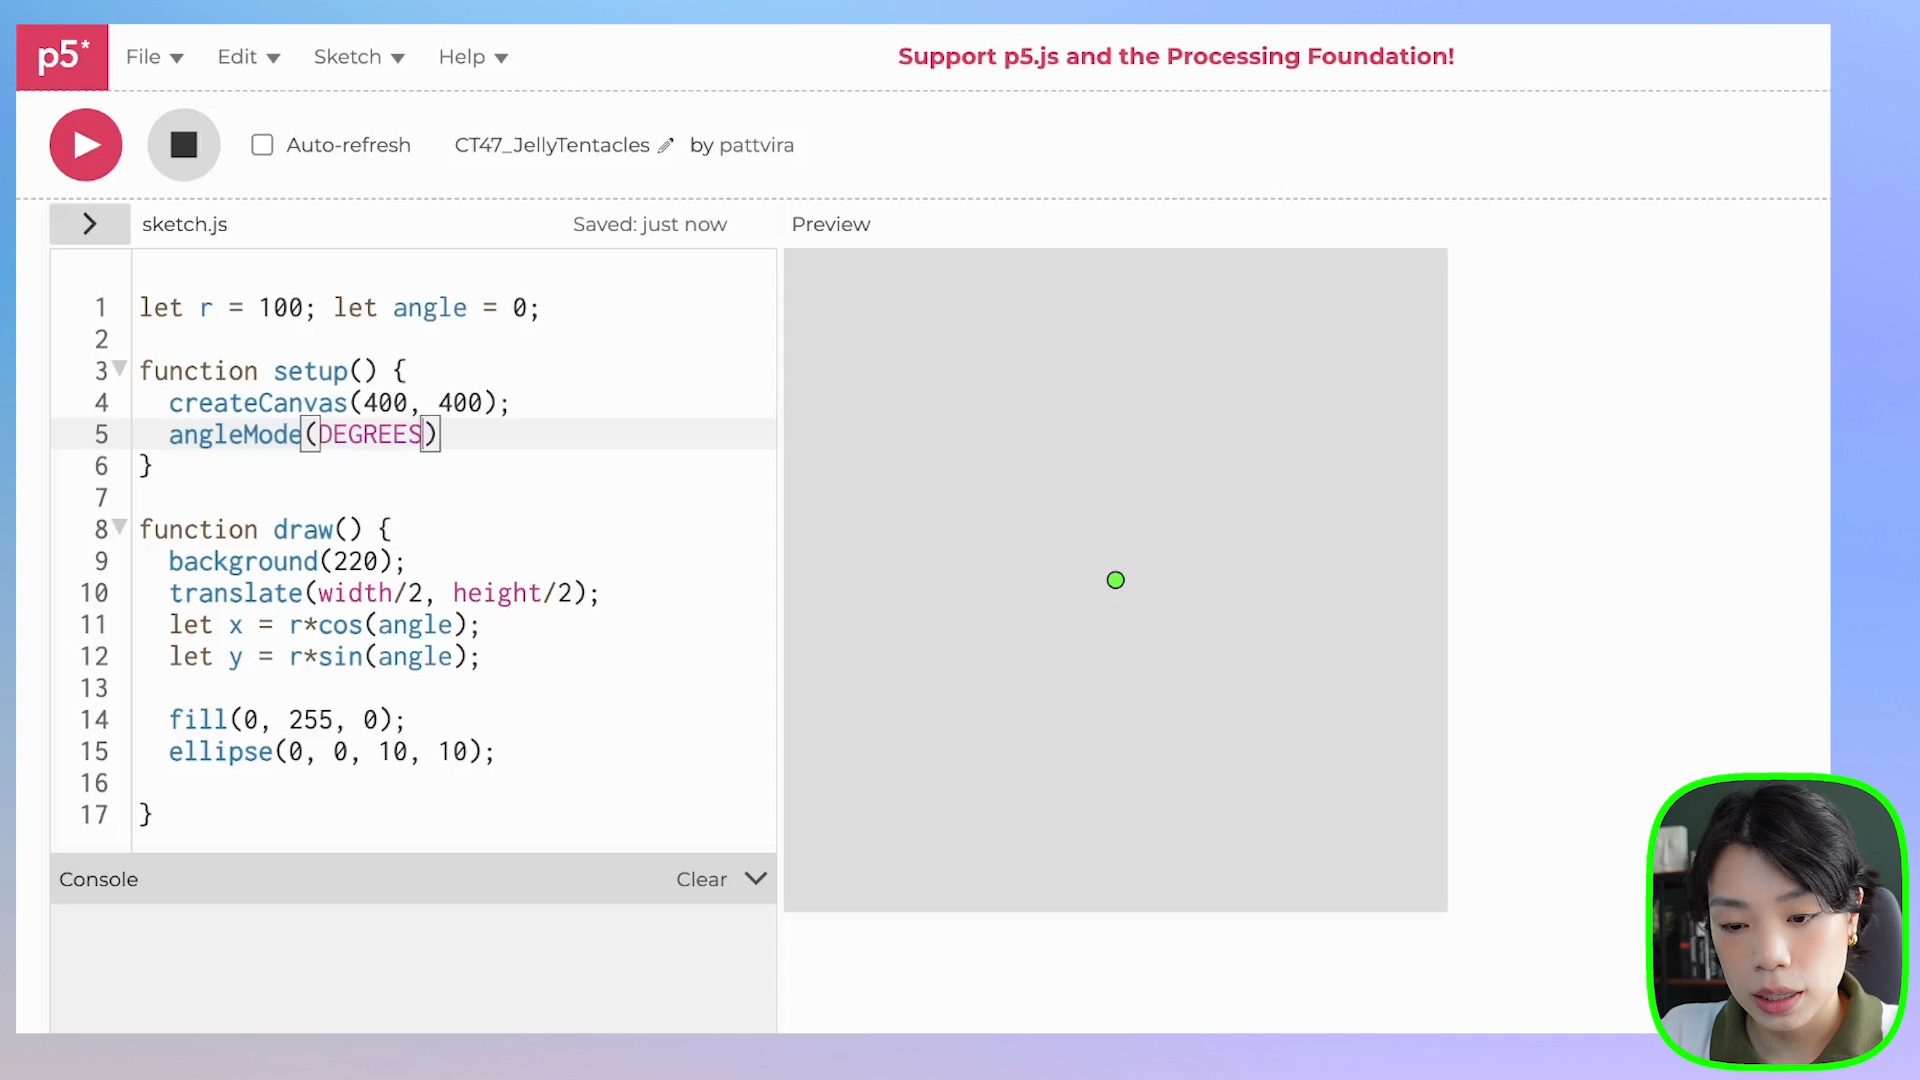 p5* File Edit Sketch Help Support p5.js and the Processing Foundation!
Auto-refresh CT47_JellyTentacles by pattvira
sketch.js Saved: just now Preview
1 let r = 100; let angle = 0;
2
3 function setup() {
4 createCanvas(400, 400);
5 angleMode(DEGREES)
6 }
7
8 function draw() {
9 background(220);
10 translate(width/2, height/2);
11 let x = r*cos(angle);
12 let y = r*sin(angle);
13
14 fill(0, 255, 0);
15 ellipse(0, 0, 10, 10);
16
17 }
Console Clear